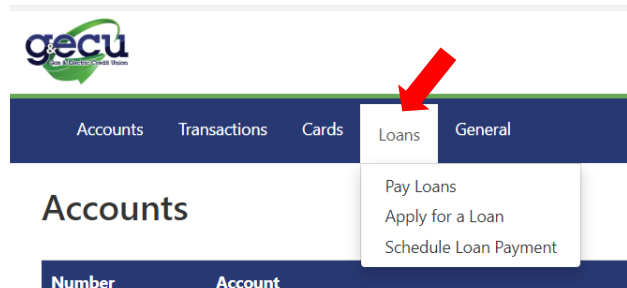 g&ecu
Gas & Electric Credit Union
Accounts Transactions Cards Loans General
Pay Loans
Apply for a Loan
Schedule Loan Payment
Accounts
Number Account